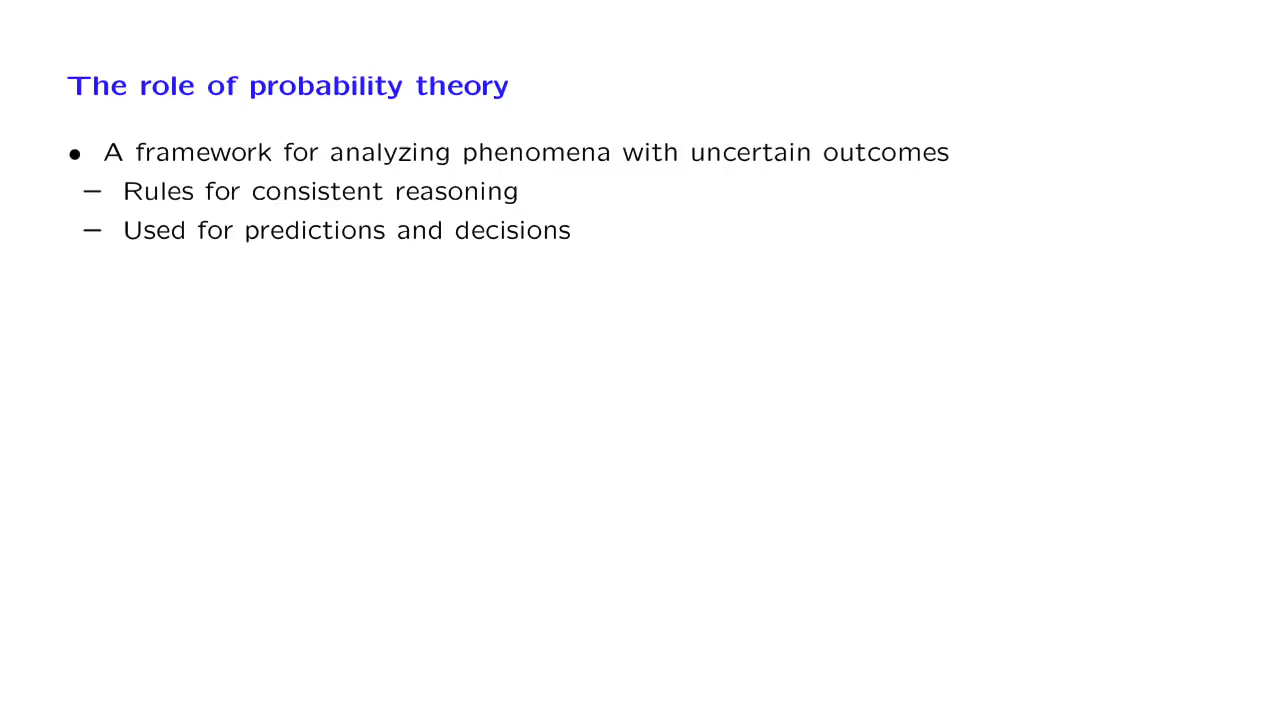 The role of probability theory
• A framework for analyzing phenomena with uncertain outcomes
– Rules for consistent reasoning
– Used for predictions and decisions